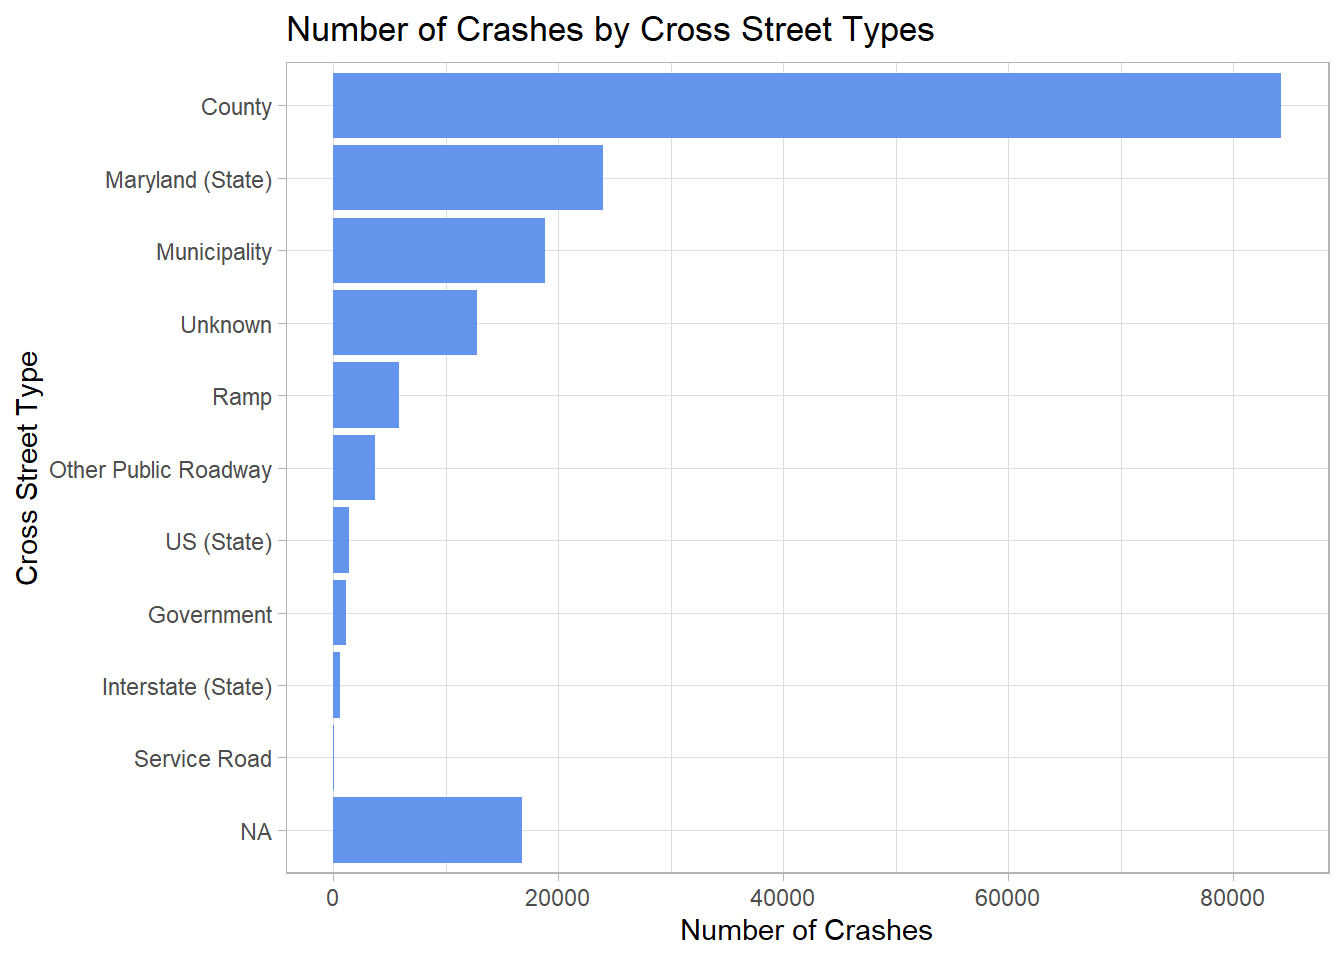 Number of Crashes by Cross Street Types
Cross Street Type
County
Maryland (State)
Municipality
Unknown
Ramp
Other Public Roadway
US (State)
Government
Interstate (State)
Service Road
NA
0 20000 40000 60000 80000
Number of Crashes